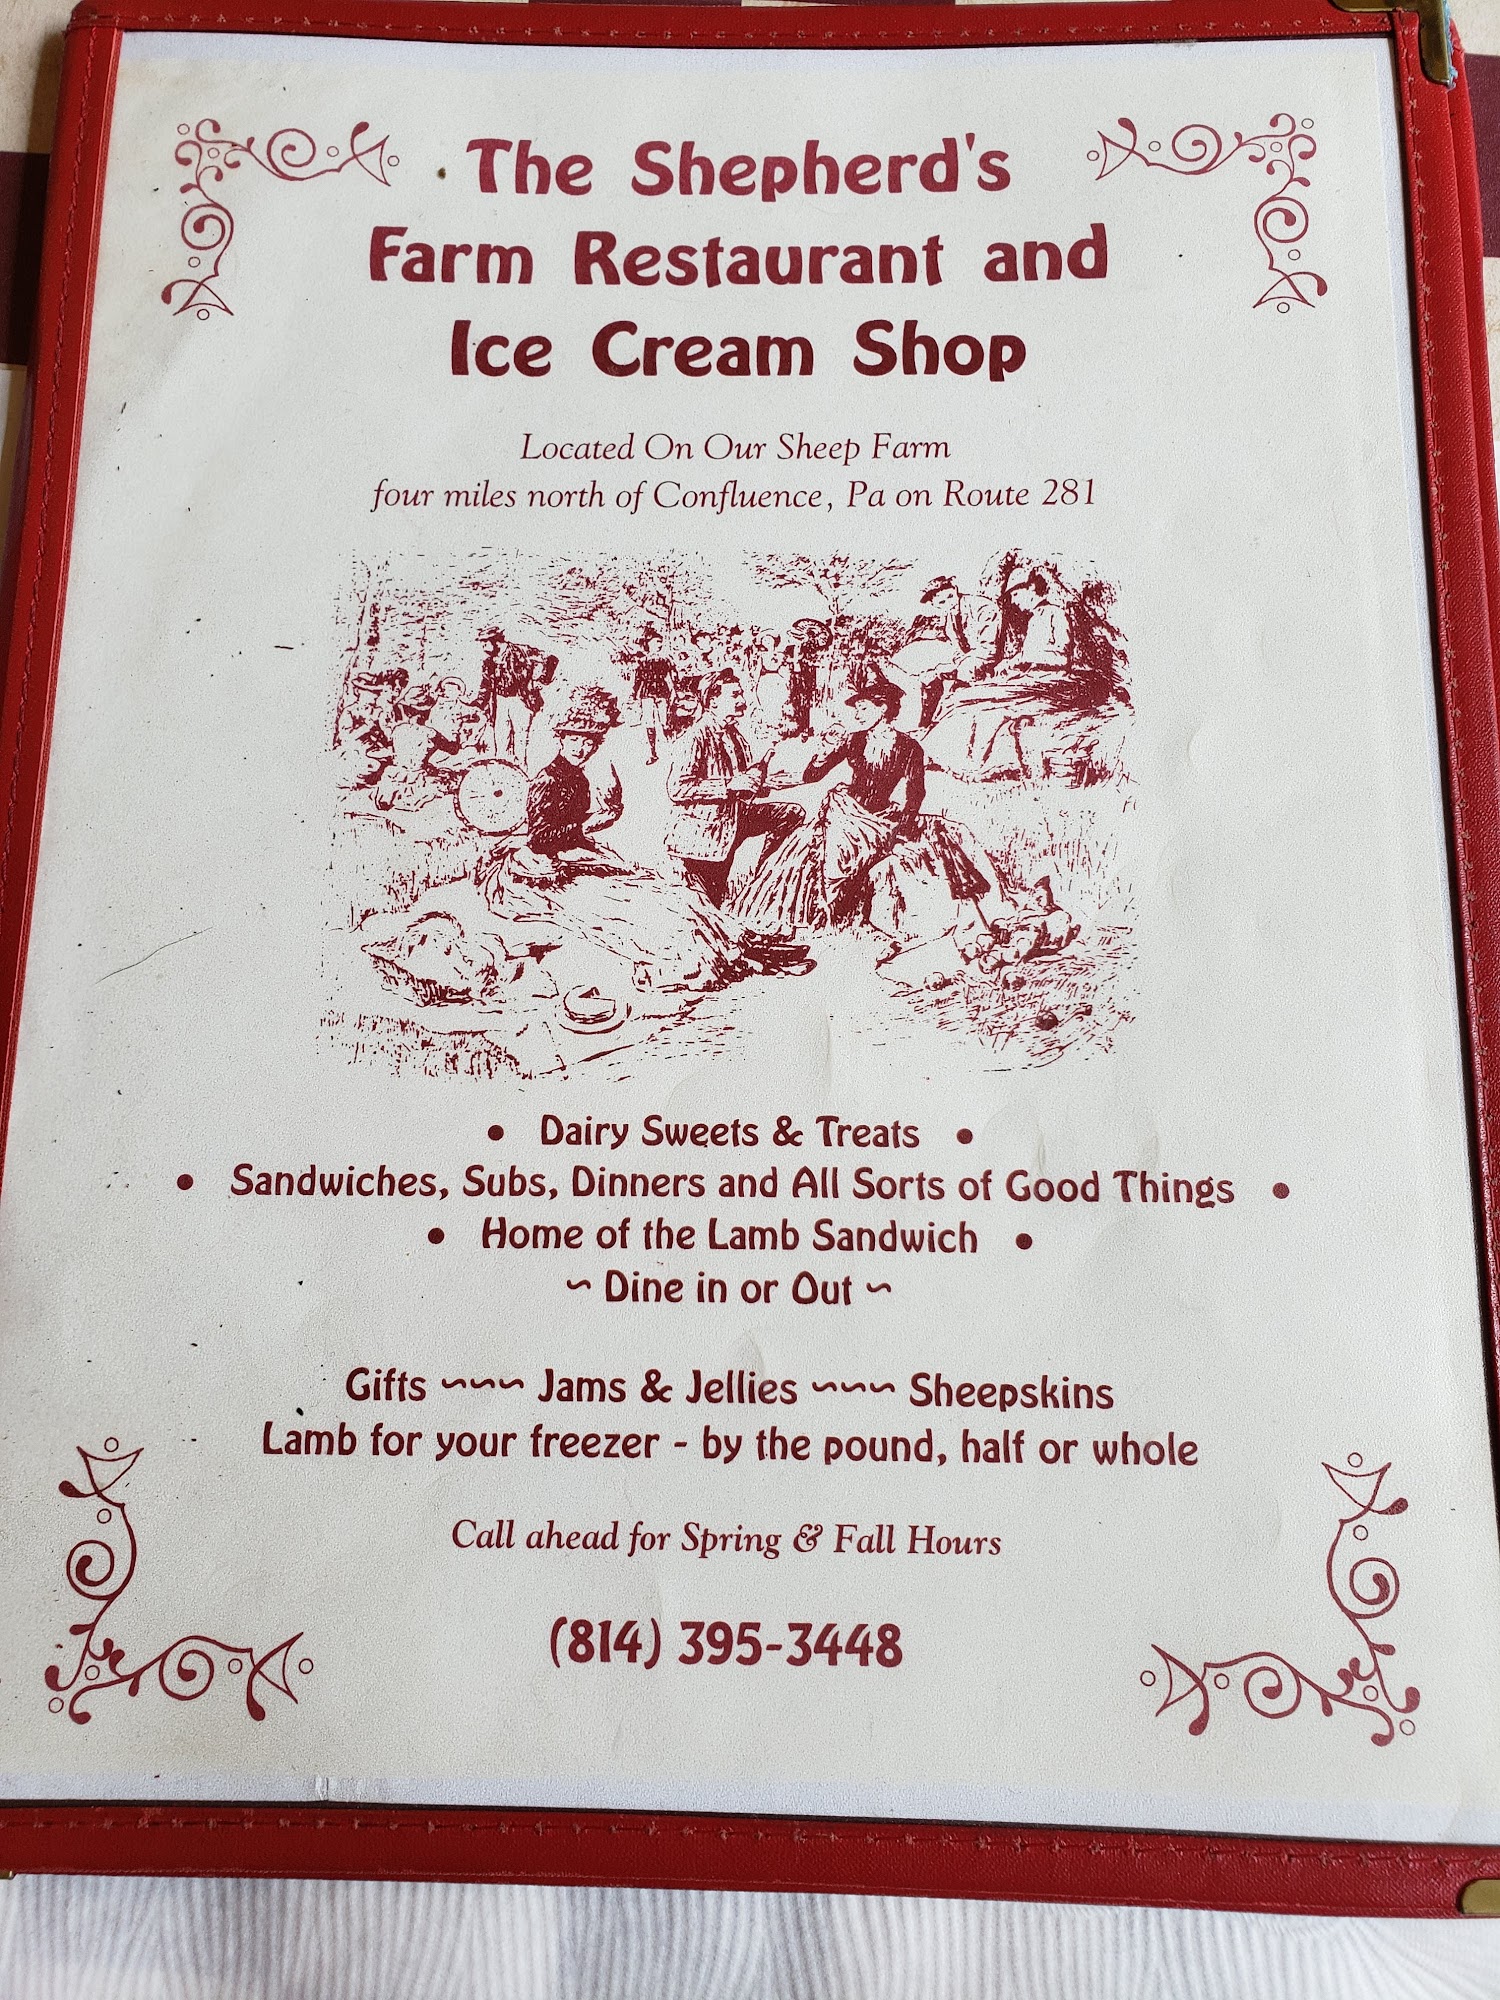 The Shepherd's
Farm Restaurant and
Ice Cream Shop
Located On Our Sheep Farm
four miles north of Confluence, Pa on Route 281
• Dairy Sweets & Treats •
• Sandwiches, Subs, Dinners and All Sorts of Good Things •
• Home of the Lamb Sandwich •
~ Dine in or Out ~
Gifts ~~~ Jams & Jellies ~~~ Sheepskins
Lamb for your freezer - by the pound, half or whole
Call ahead for Spring & Fall Hours
(814) 395-3448